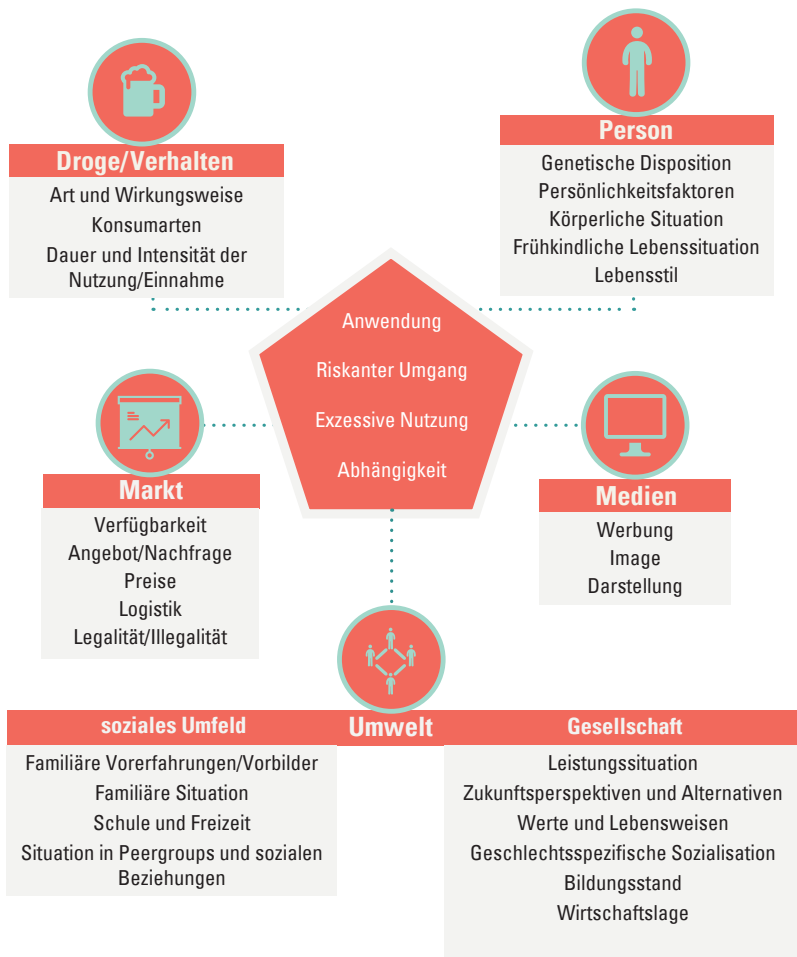 Droge/Verhalten
Art und Wirkungsweise
Konsumarten
Dauer und Intensität der
Nutzung/Einnahme
Person
Genetische Disposition
Persönlichkeitsfaktoren
Körperliche Situation
Frühkindliche Lebenssituation
Lebensstil
Anwendung
Riskanter Umgang
Exzessive Nutzung
Abhängigkeit
Markt
Verfügbarkeit
Angebot/Nachfrage
Preise
Logistik
Legalität/Illegalität
Medien
Werbung
Image
Darstellung
Umwelt
soziales Umfeld
Familiäre Vorerfahrungen/Vorbilder
Familiäre Situation
Schule und Freizeit
Situation in Peergroups und sozialen
Beziehungen
Gesellschaft
Leistungssituation
Zukunftsperspektiven und Alternativen
Werte und Lebensweisen
Geschlechtsspezifische Sozialisation
Bildungsstand
Wirtschaftslage